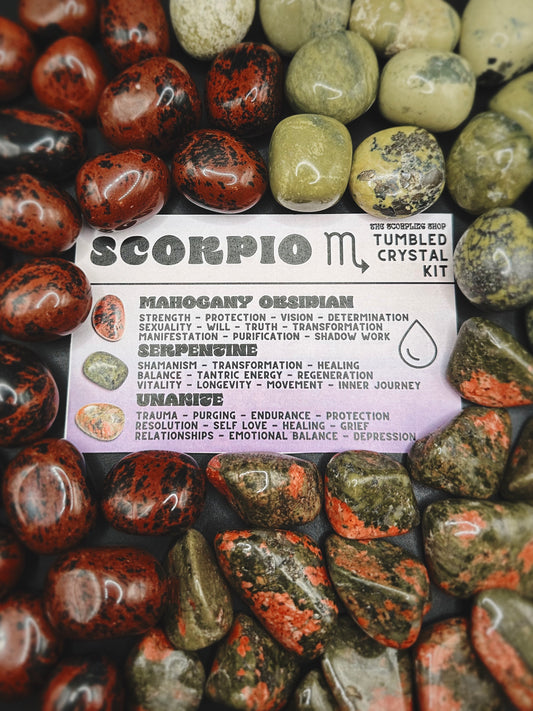 THE SCORPLING SHOP
SCORPIO ♏ TUMBLED
CRYSTAL
KIT
MAHOGANY OBSIDIAN
STRENGTH - PROTECTION - VISION - DETERMINATION
SEXUALITY - WILL - TRUTH - TRANSFORMATION
MANIFESTATION - PURIFICATION - SHADOW WORK
SERPENTINE
SHAMANISM - TRANSFORMATION - HEALING
BALANCE - TANTRIC ENERGY - REGENERATION
VITALITY - LONGEVITY - MOVEMENT - INNER JOURNEY
UNAKITE
TRAUMA - PURGING - ENDURANCE - PROTECTION
RESOLUTION - SELF LOVE - HEALING - GRIEF
RELATIONSHIPS - EMOTIONAL BALANCE - DEPRESSION